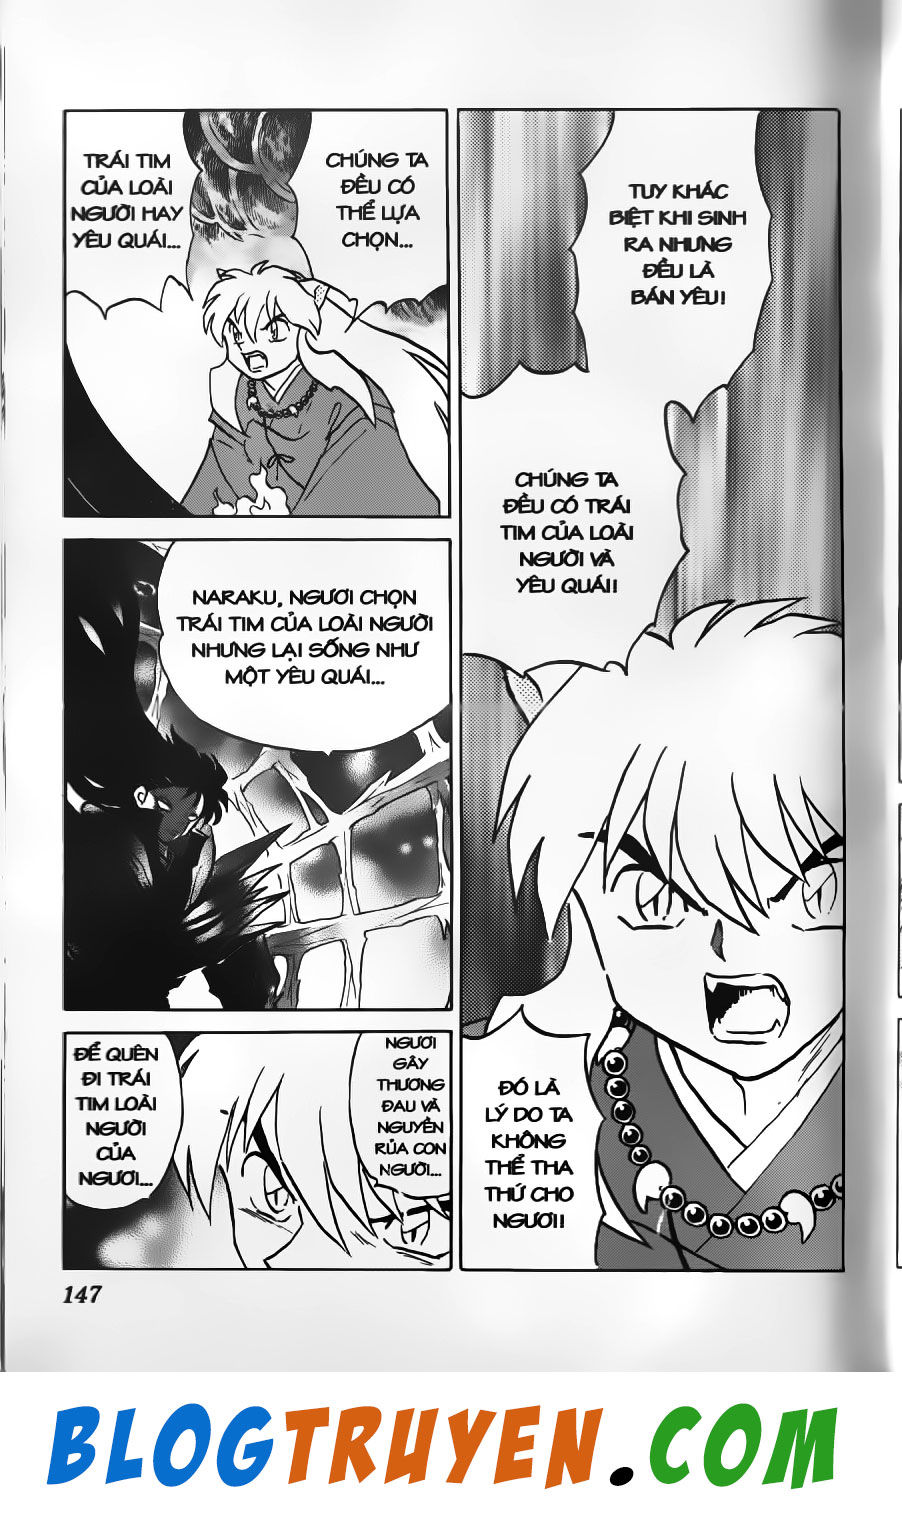 TUY KHÁC
BIỆT KHI SINH
RA NHƯNG
ĐỀU LÀ
BÁN YÊU!
CHÚNG TA
ĐỀU CÓ TRÁI
TIM CỦA LOÀI
NGƯỜI VÀ
YÊU QUÁI!
ĐÓ LÀ
LÝ DO TA
KHÔNG
THỂ THA
THỨ CHO
NGƯƠI!
CHÚNG TA
ĐỀU CÓ
THỂ LỰA
CHỌN...
TRÁI TIM
CỦA LOÀI
NGƯỜI HAY
YÊU QUÁI...
NARAKU, NGƯƠI CHỌN
TRÁI TIM CỦA LOÀI NGƯỜI
NHƯNG LẠI SỐNG NHƯ
MỘT YÊU QUÁI...
NGƯƠI
GÂY
THƯƠNG
ĐAU VÀ
NGUYỀN
RỦA CON
NGƯỜI...
ĐỂ QUÊN
ĐI TRÁI
TIM LOÀI
NGƯỜI
CỦA
NGƯƠI...
147
BLOGTRUYEN.COM